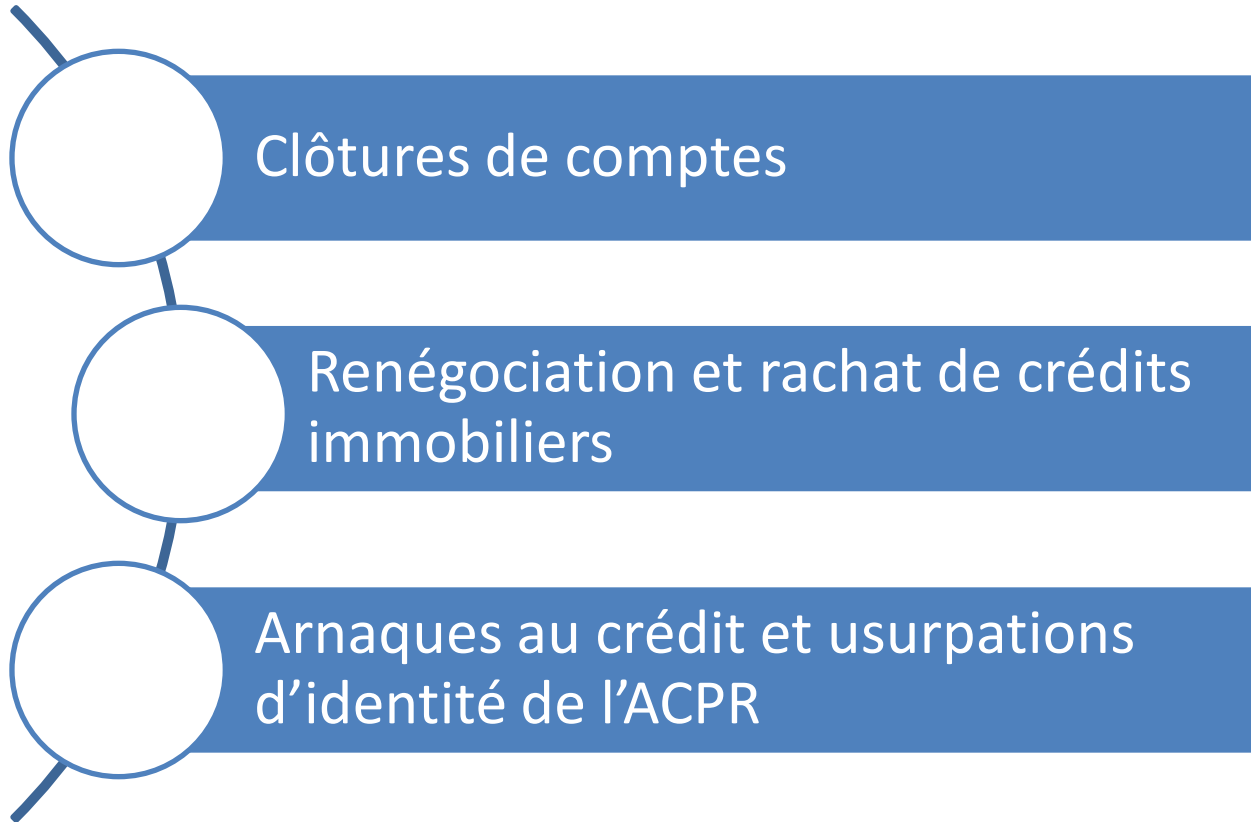 Clôtures de comptes
Renégociation et rachat de crédits
immobiliers
Arnaques au crédit et usurpations
d’identité de l’ACPR